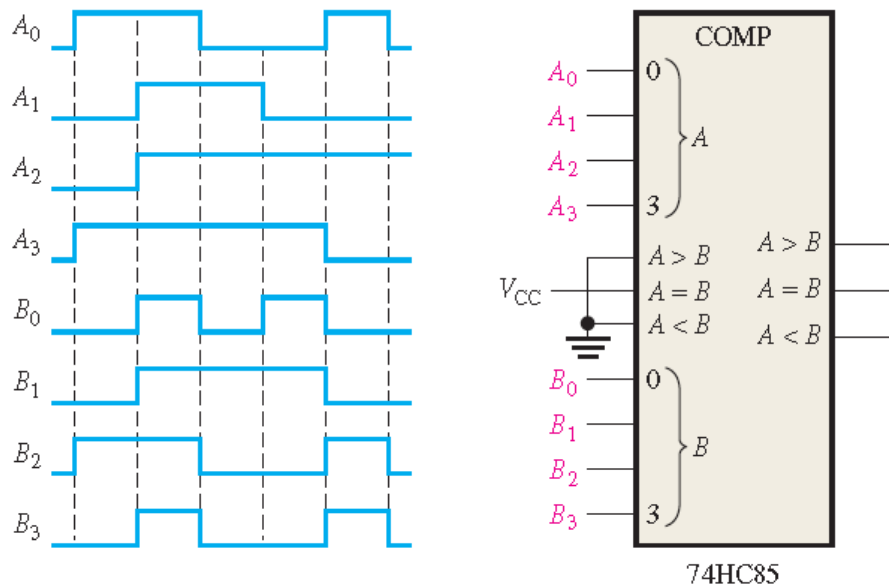 A0
A1
A2
A3
B0
B1
B2
B3
COMP
A0 0
A1
A
A2
A3 3
A > B A > B
VCC A = B A = B
A < B A < B
B0 0
B1
B
B2
B3 3
74HC85